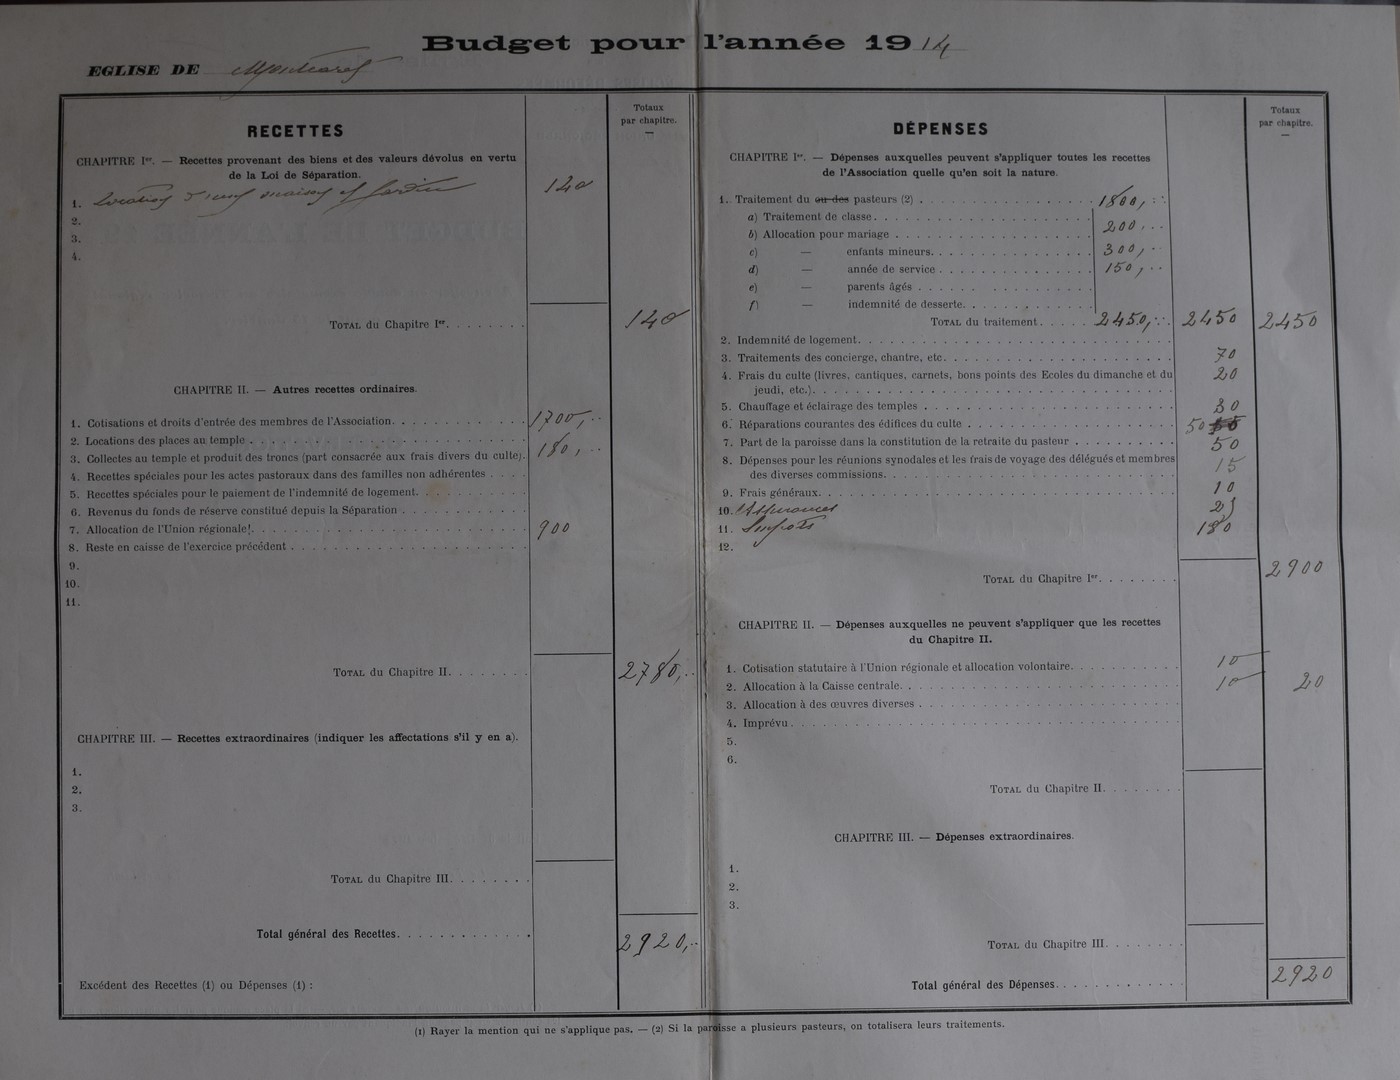 Budget pour l'année 1914
EGLISE DE Montcaret
RECETTES
Totaux
par chapitre.
CHAPITRE Ier. — Recettes provenant des biens et des valeurs dévolus en vertu
de la Loi de Séparation.
1. Location d'une maison et jardin 140
2.
3.
4.
TOTAL du Chapitre Ier. 140
CHAPITRE II. — Autres recettes ordinaires.
1. Cotisations et droits d'entrée des membres de l'Association. 1700,..
2. Locations des places au temple
3. Collectes au temple et produit des troncs (part consacrée aux frais divers du culte). 180,..
4. Recettes spéciales pour les actes pastoraux dans des familles non adhérentes
5. Recettes spéciales pour le paiement de l'indemnité de logement.
6. Revenus du fonds de réserve constitué depuis la Séparation
7. Allocation de l'Union régionale. 900
8. Reste en caisse de l'exercice précédent
9.
10.
11.
TOTAL du Chapitre II. 2780,..
CHAPITRE III. — Recettes extraordinaires (indiquer les affectations s'il y en a).
1.
2.
3.
TOTAL du Chapitre III.
Total général des Recettes. 2920,..
Excédent des Recettes (1) ou Dépenses (1) :
DÉPENSES
Totaux
par chapitre.
CHAPITRE Ier. — Dépenses auxquelles peuvent s'appliquer toutes les recettes
de l'Association quelle qu'en soit la nature.
1. Traitement du ou des pasteurs (2) 1800,..
a) Traitement de classe.
b) Allocation pour mariage 200...
c) — enfants mineurs. 300,..
d) — année de service 150,..
e) — parents âgés
f) — indemnité de desserte.
TOTAL du traitement. 2450,.. 2450 2450
2. Indemnité de logement.
3. Traitements des concierge, chantre, etc. 70
4. Frais du culte (livres, cantiques, carnets, bons points des Ecoles du dimanche et du
jeudi, etc.). 20
5. Chauffage et éclairage des temples 30
6. Réparations courantes des édifices du culte 50
7. Part de la paroisse dans la constitution de la retraite du pasteur 50
8. Dépenses pour les réunions synodales et les frais de voyage des délégués et membres
des diverses commissions. 15
9. Frais généraux. 10
10. Assurances 25
11. Impôts 180
12.
TOTAL du Chapitre Ier. 2900
CHAPITRE II. — Dépenses auxquelles ne peuvent s'appliquer que les recettes
du Chapitre II.
1. Cotisation statutaire à l'Union régionale et allocation volontaire. 10
2. Allocation à la Caisse centrale. 10 20
3. Allocation à des œuvres diverses
4. Imprévu
5.
6.
TOTAL du Chapitre II.
CHAPITRE III. — Dépenses extraordinaires.
1.
2.
3.
TOTAL du Chapitre III.
Total général des Dépenses. 2920
(1) Rayer la mention qui ne s'applique pas. — (2) Si la paroisse a plusieurs pasteurs, on totalisera leurs traitements.